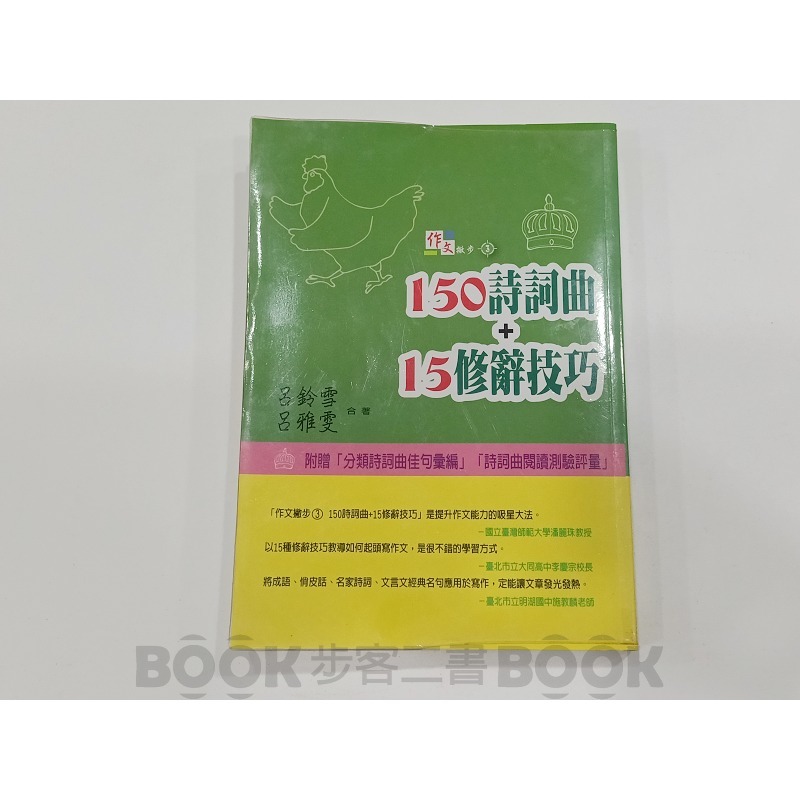 作文撇步③
150詩詞曲
+
15修辭技巧
呂鈴雪
呂雅雯 合著
附贈「分類詩詞曲佳句彙編」「詩詞曲閱讀測驗評量」
「作文撇步③ 150詩詞曲+15修辭技巧」是提升作文能力的吸星大法。
－國立臺灣師範大學潘麗珠教授
以15種修辭技巧教導如何起頭寫作文，是很不錯的學習方式。
－臺北市立大同高中李慶宗校長
將成語、俏皮話、名家詩詞、文言文經典名句應用於寫作，定能讓文章發光發熱。
－臺北市立明湖國中施教麟老師
BOOK步客二書BOOK